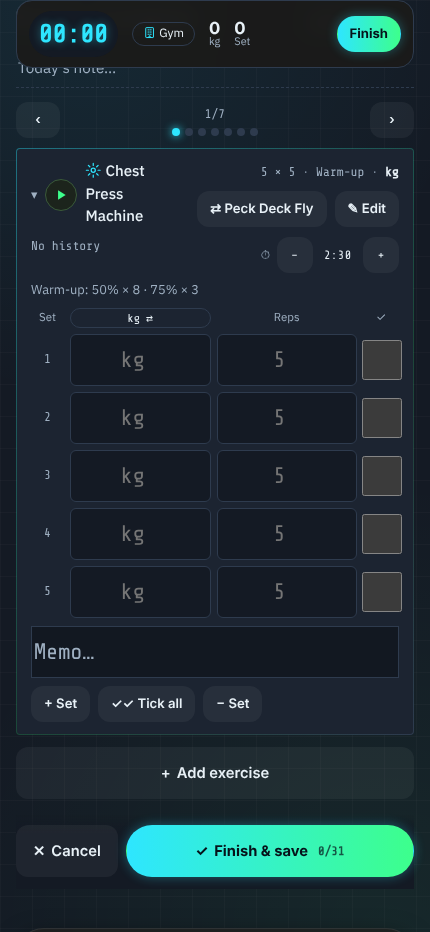 00:00
Gym
0 0
kg Set
Finish
Today's note...
‹
1/7
›
▾ Chest Press Machine
5 × 5 · Warm-up · kg
⇄ Peck Deck Fly
✎ Edit
No history
⏱ − 2:30 +
Warm-up: 50% × 8 · 75% × 3
Set kg ⇄ Reps ✓
1 kg 5
2 kg 5
3 kg 5
4 kg 5
5 kg 5
Memo…
+ Set
✓✓ Tick all
− Set
+ Add exercise
✕ Cancel
✓ Finish & save 0/31